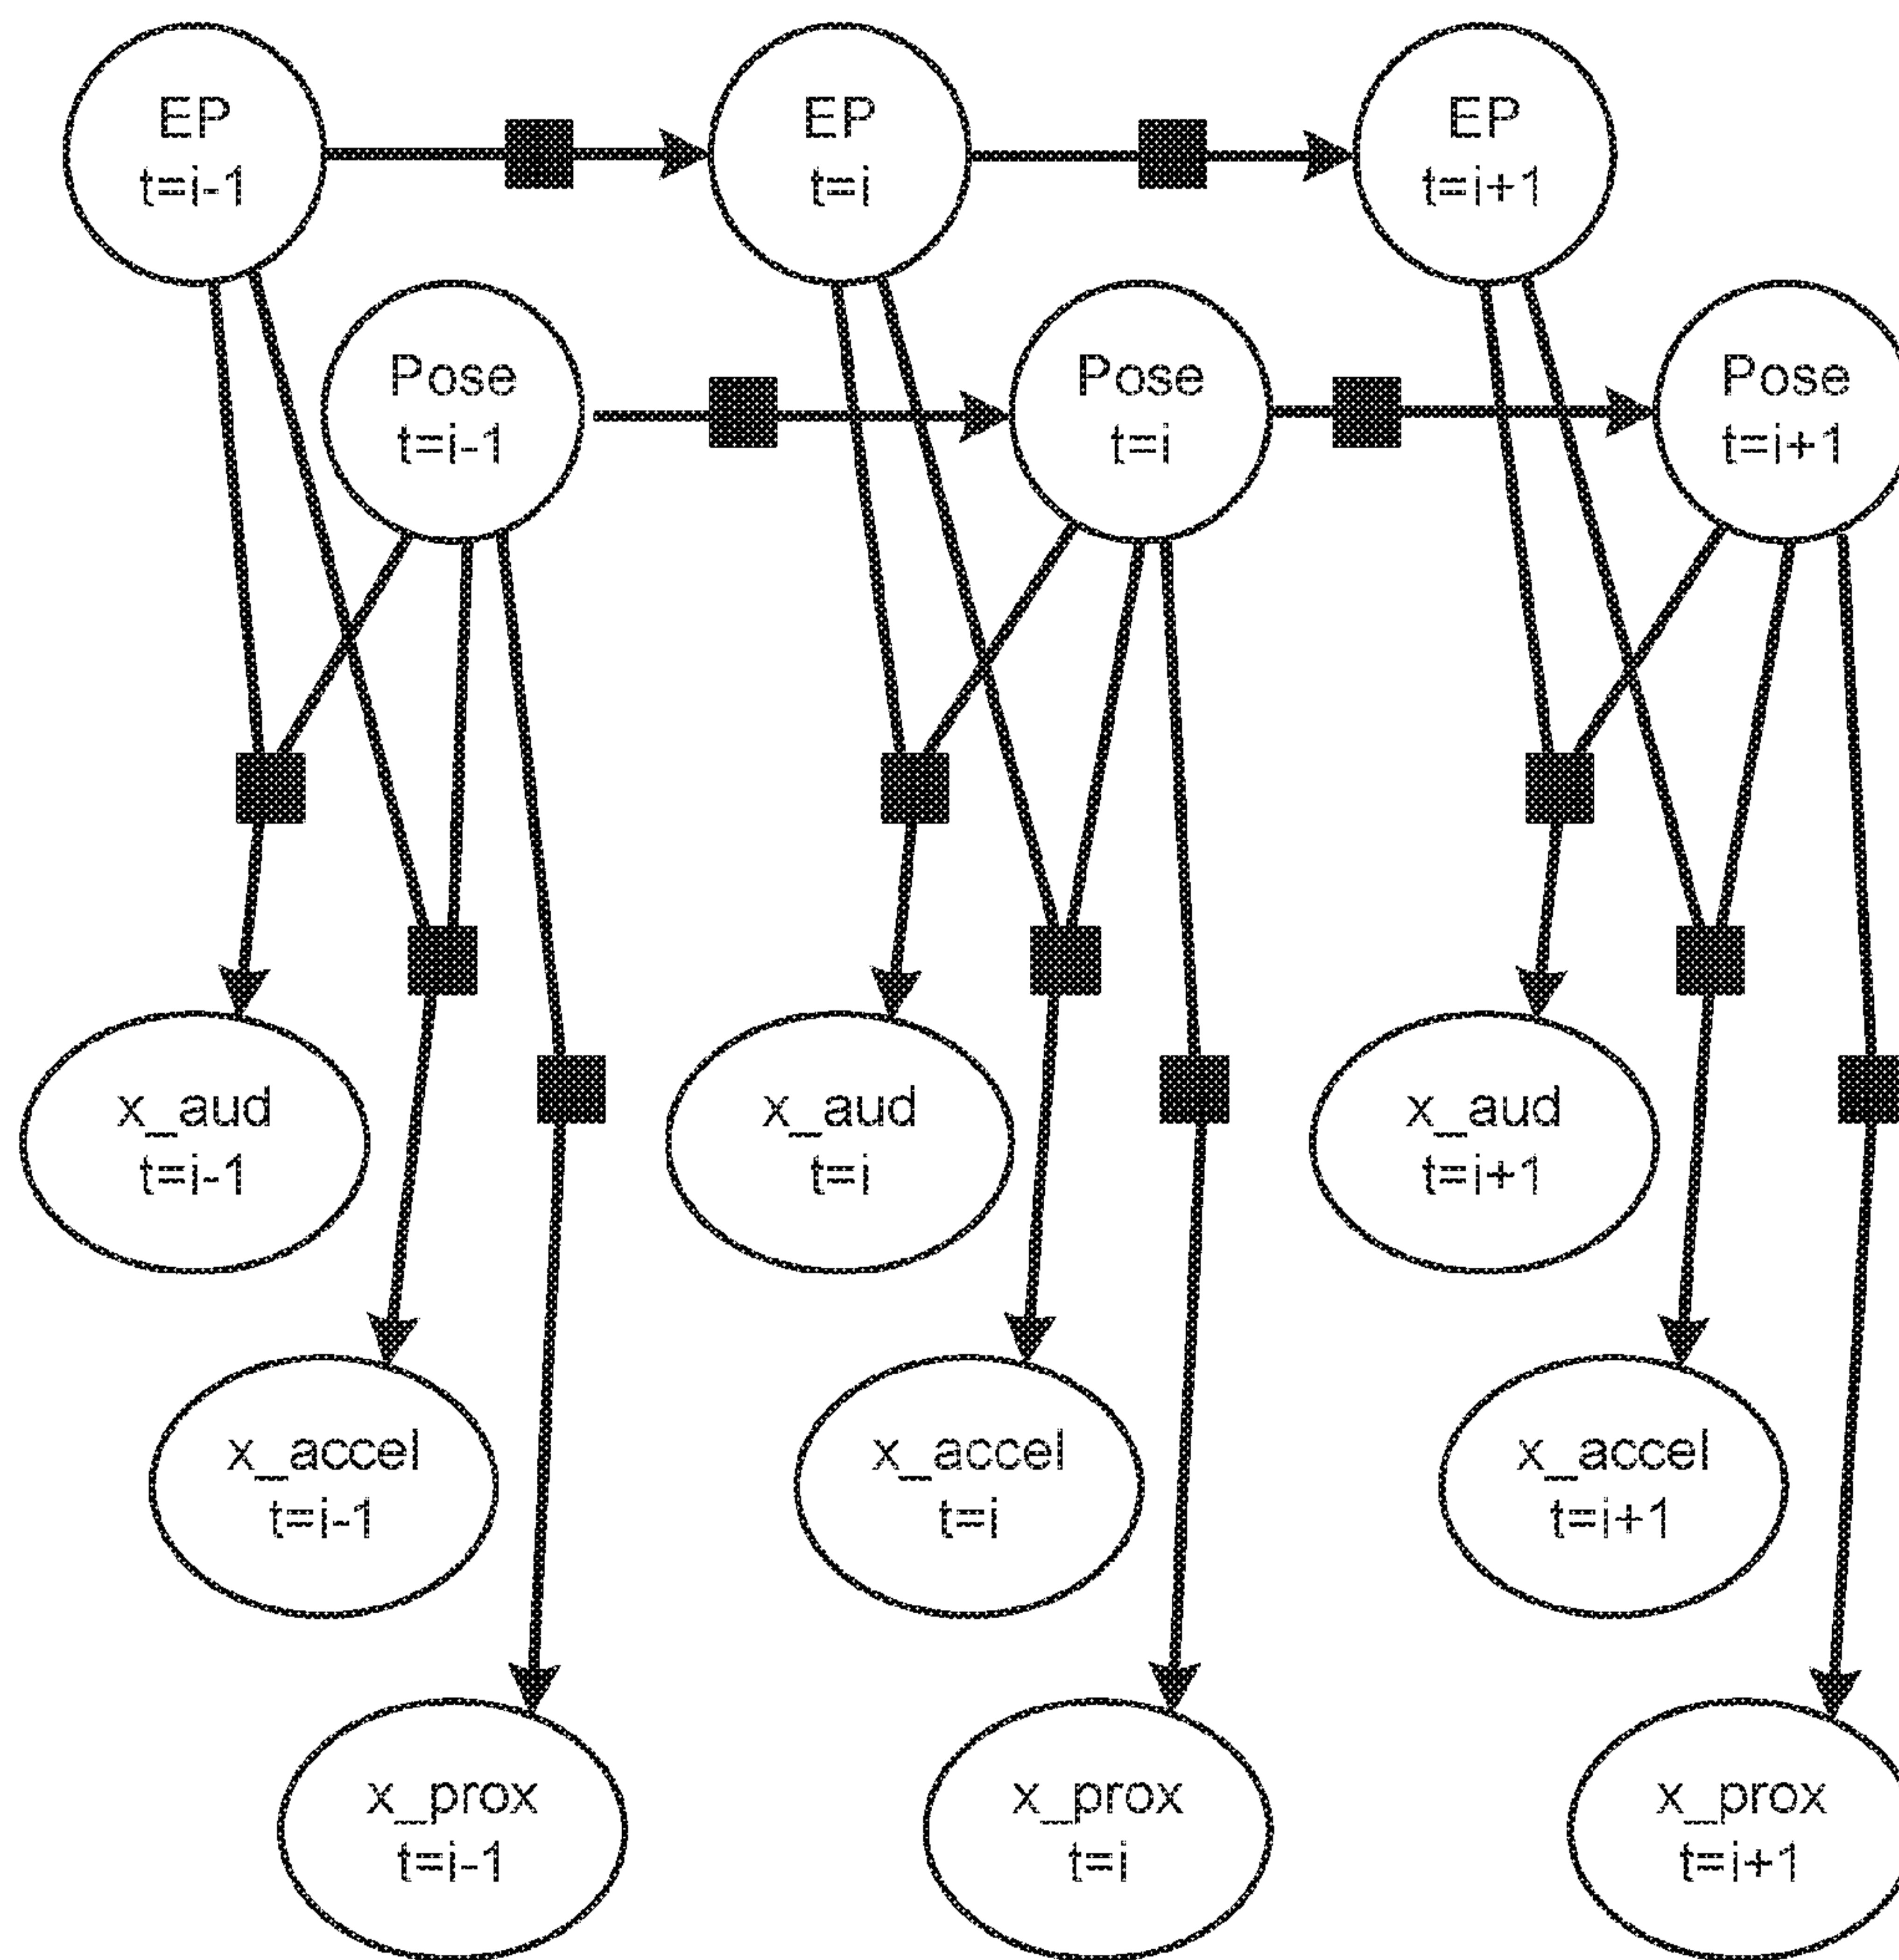 EP
t=i-1
EP
t=i
EP
t=i+1
Pose
t=i-1
Pose
t=i
Pose
t=i+1
x_aud
t=i-1
x_aud
t=i
x_aud
t=i+1
x_accel
t=i-1
x_accel
t=i
x_accel
t=i+1
x_prox
t=i-1
x_prox
t=i
x_prox
t=i+1